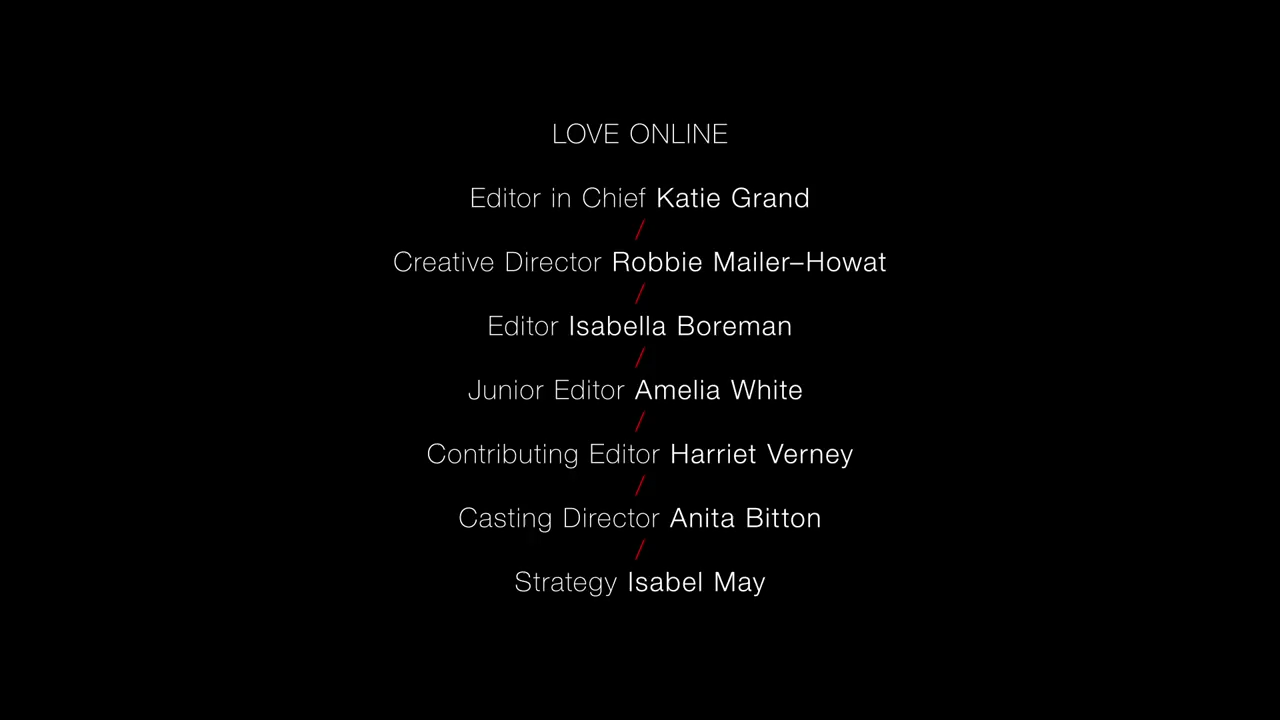 LOVE ONLINE
Editor in Chief Katie Grand
/
Creative Director Robbie Mailer–Howat
/
Editor Isabella Boreman
/
Junior Editor Amelia White
/
Contributing Editor Harriet Verney
/
Casting Director Anita Bitton
/
Strategy Isabel May